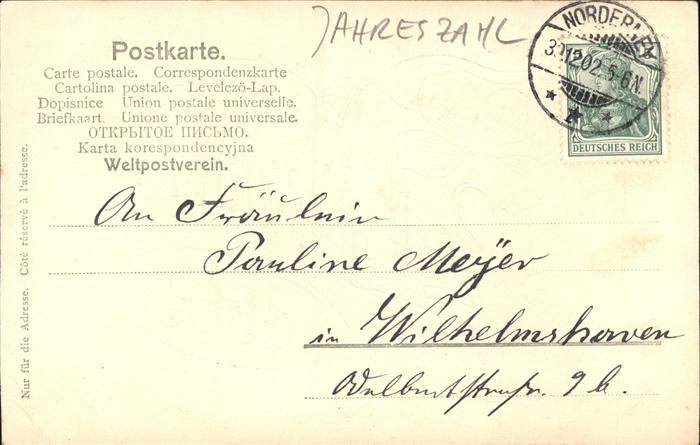 JAHRESZAHL
Postkarte.
Carte postale. Correspondenzkarte
Cartolina postale. Levelező-Lap.
Dopisnice Union postale universelle.
Briefkaart. Unione postale universale.
ОТКРЫТОЕ ПИСЬМО.
Karta korespondencyjna
Weltpostverein.
NORDERNEY
12.02. 5-6N.
DEUTSCHES REICH
An Fräulein
Pauline Meyer
in Wilhelmshaven
9 b.
Nur für die Adresse. Côté réservé à l'adresse.